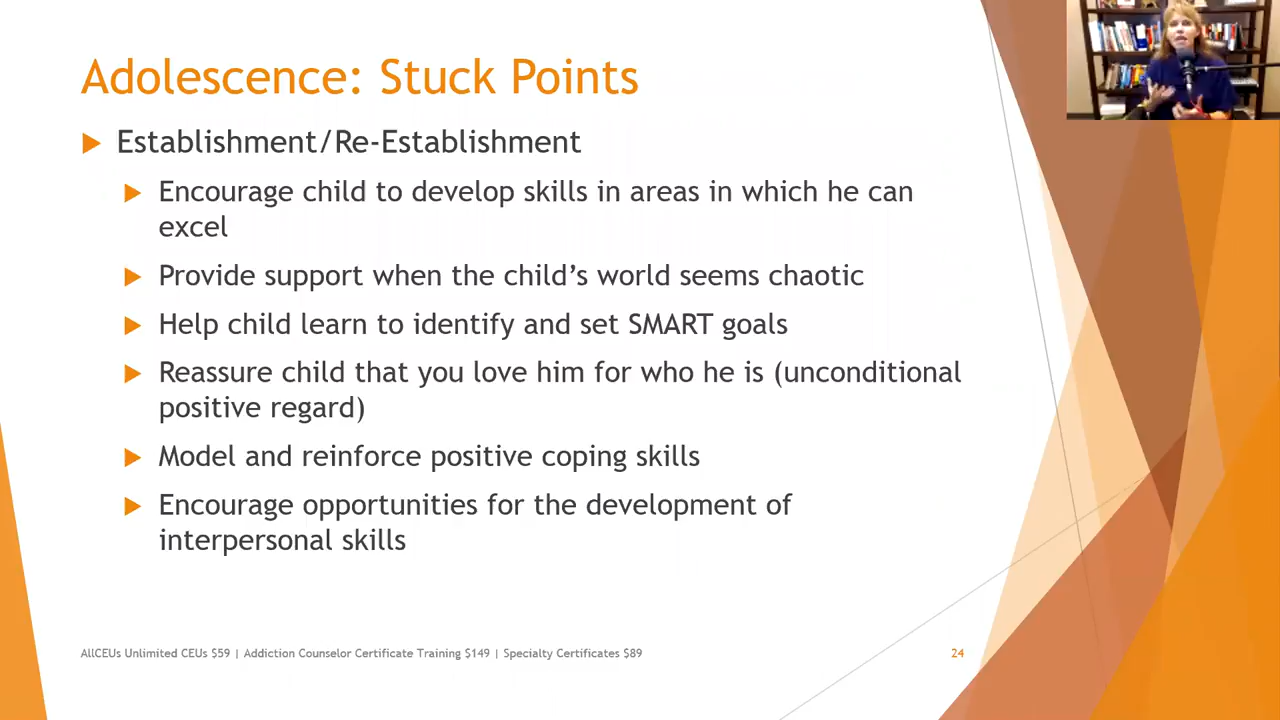 Adolescence: Stuck Points
Establishment/Re-Establishment
Encourage child to develop skills in areas in which he can
excel
Provide support when the child's world seems chaotic
Help child learn to identify and set SMART goals
Reassure child that you love him for who he is (unconditional
positive regard)
Model and reinforce positive coping skills
Encourage opportunities for the development of
interpersonal skills
AllCEUs Unlimited CEUs $59 | Addiction Counselor Certificate Training $149 | Specialty Certificates $89
24